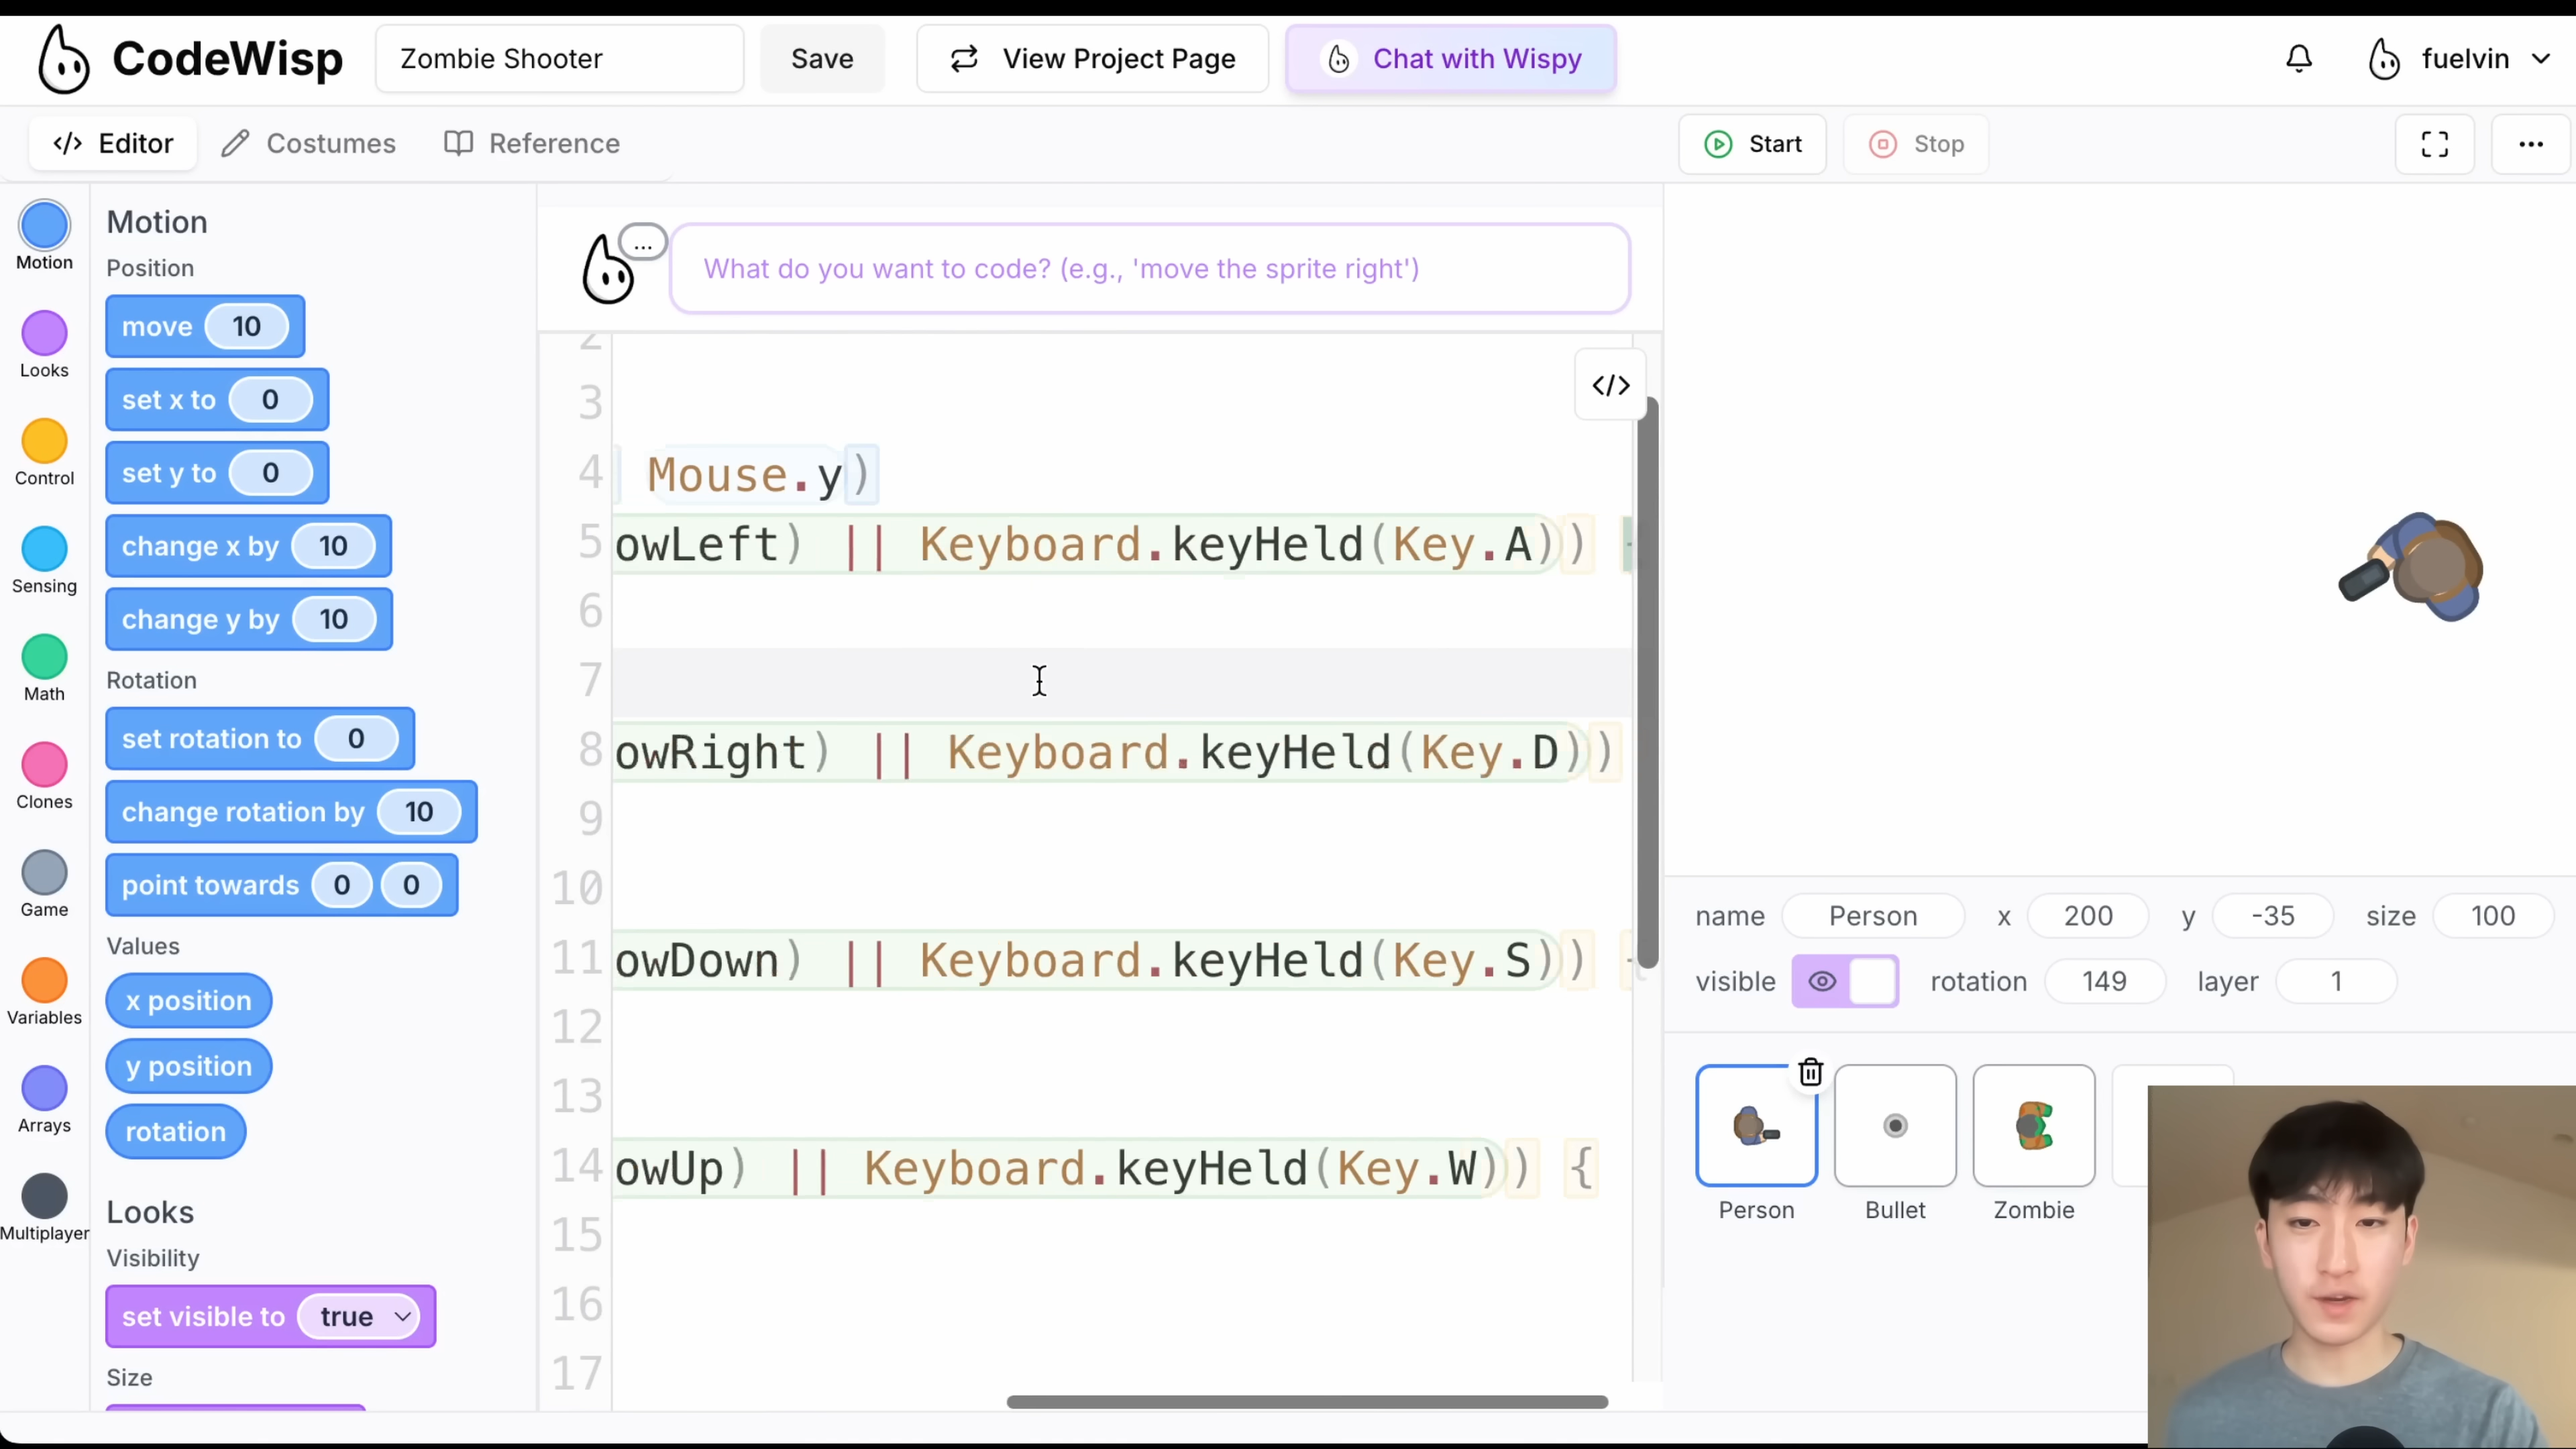 CodeWisp
Zombie Shooter
Save
View Project Page
Chat with Wispy
fuelvin
</> Editor
Costumes
Reference
Start
Stop
...
Motion
Looks
Control
Sensing
Math
Clones
Game
Variables
Arrays
Multiplayer
Motion
Position
move 10
set x to 0
set y to 0
change x by 10
change y by 10
Rotation
set rotation to 0
change rotation by 10
point towards 0 0
Values
x position
y position
rotation
Looks
Visibility
set visible to true
Size
...
What do you want to code? (e.g., 'move the sprite right')
</>
2
3
4 Mouse.y)
5 owLeft) || Keyboard.keyHeld(Key.A))
6
7
8 owRight) || Keyboard.keyHeld(Key.D))
9
10
11 owDown) || Keyboard.keyHeld(Key.S))
12
13
14 owUp) || Keyboard.keyHeld(Key.W)) {
15
16
17
name Person x 200 y -35 size 100
visible rotation 149 layer 1
Person
Bullet
Zombie